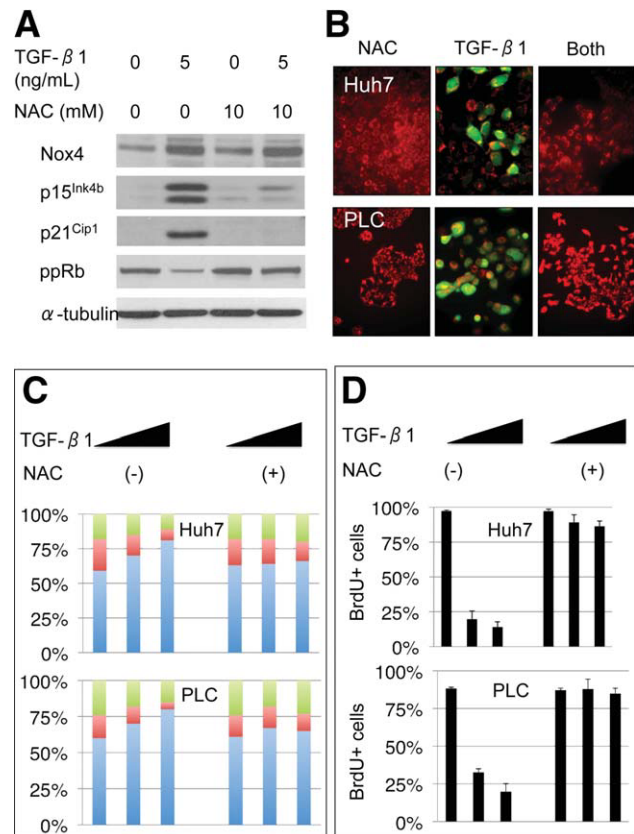 A
TGF-β1 (ng/mL) 0 5 0 5
NAC (mM) 0 0 10 10
Nox4
p15Ink4b
p21Cip1
ppRb
α-tubulin
B
NAC TGF-β1 Both
Huh7
PLC
C
TGF-β1
NAC (-) (+)
100%
75%
50%
25%
0%
Huh7
100%
75%
50%
25%
0%
PLC
D
TGF-β1
NAC (-) (+)
BrdU+ cells
100%
75%
50%
25%
0%
Huh7
BrdU+ cells
100%
75%
50%
25%
0%
PLC